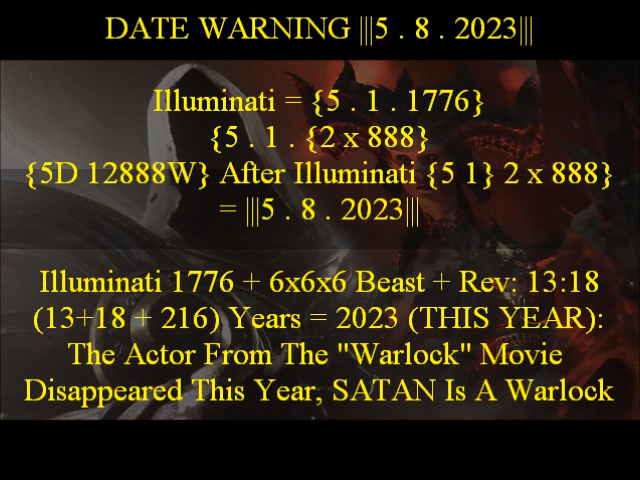 DATE WARNING |||5 . 8 . 2023|||
Illuminati = {5 . 1 . 1776}
{5 . 1 . {2 x 888}
{5D 12888W} After Illuminati {5 1} 2 x 888}
= |||5 . 8 . 2023|||
Illuminati 1776 + 6x6x6 Beast + Rev: 13:18
(13+18 + 216) Years = 2023 (THIS YEAR):
The Actor From The "Warlock" Movie
Disappeared This Year, SATAN Is A Warlock